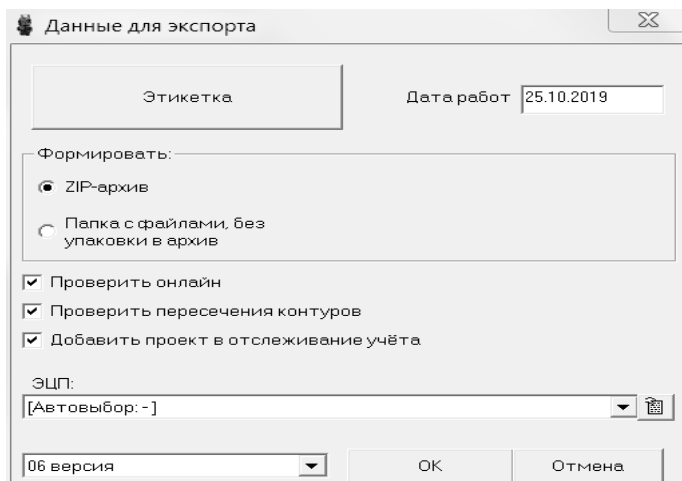 Данные для экспорта
Этикетка
Дата работ 25.10.2019
Формировать:
ZIP-архив
Папка с файлами, без
упаковки в архив
Проверить онлайн
Проверить пересечения контуров
Добавить проект в отслеживание учёта
ЭЦП:
[Автовыбор: - ]
06 версия
ОК
Отмена